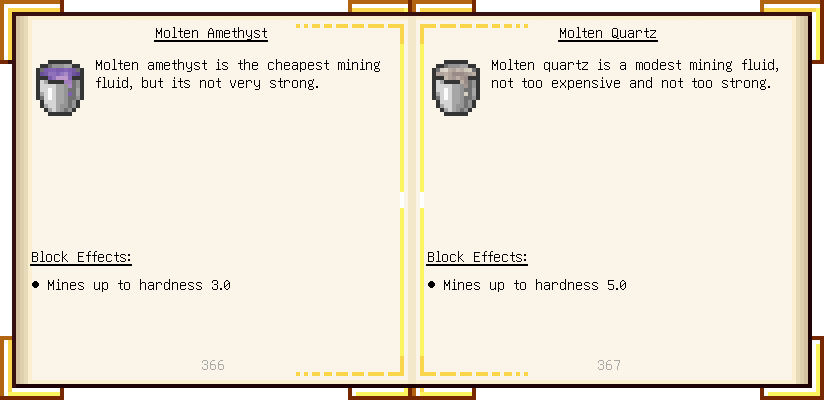 Molten Amethyst
Molten amethyst is the cheapest mining
fluid, but its not very strong.
Block Effects:
● Mines up to hardness 3.0
366
Molten Quartz
Molten quartz is a modest mining fluid,
not too expensive and not too strong.
Block Effects:
● Mines up to hardness 5.0
367